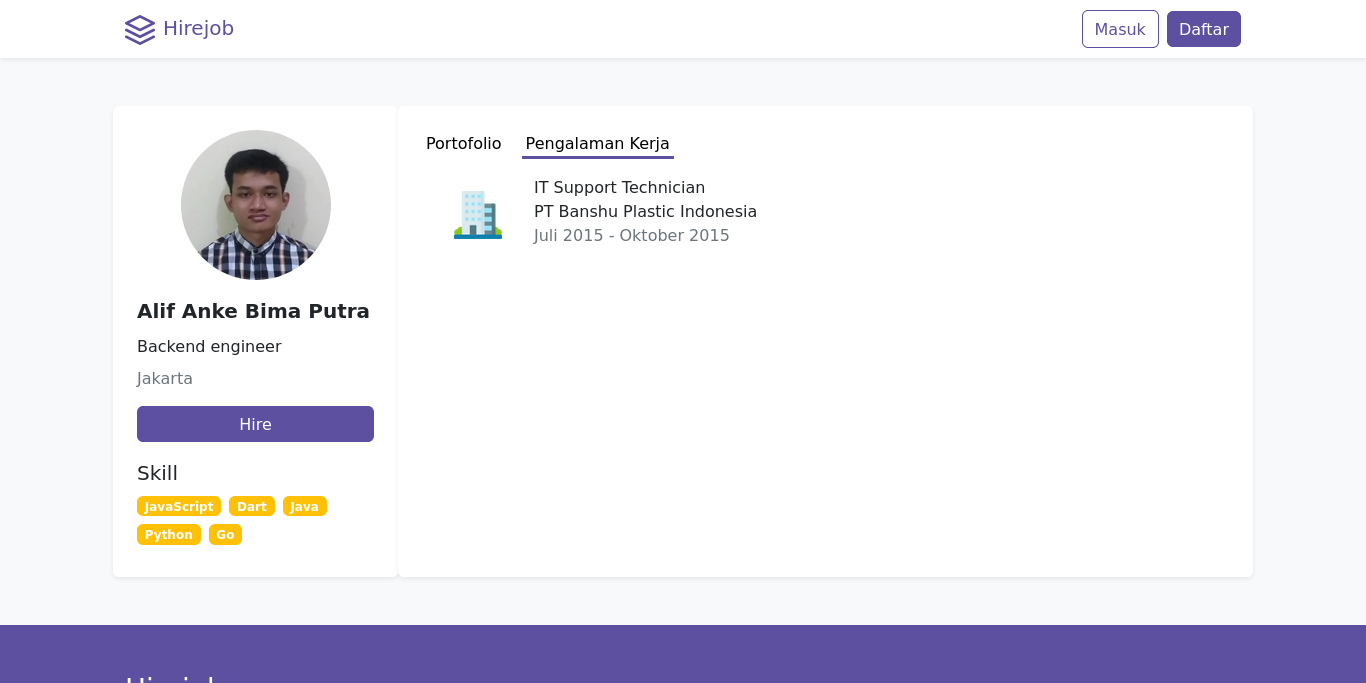 Hirejob
Masuk
Daftar
Portofolio
Pengalaman Kerja
IT Support Technician
PT Banshu Plastic Indonesia
Juli 2015 - Oktober 2015
Alif Anke Bima Putra
Backend engineer
Jakarta
Hire
Skill
JavaScript Dart Java
Python Go
Hirejob